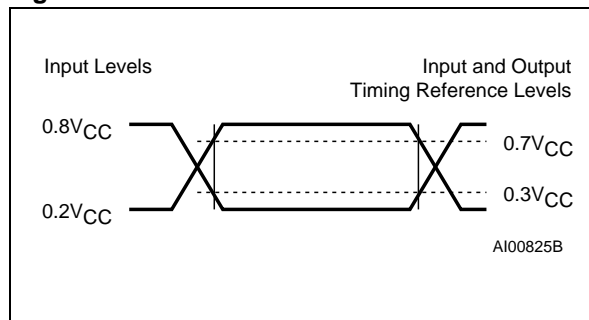 Input Levels
Input and Output
Timing Reference Levels
0.8VCC
0.7VCC
0.3VCC
0.2VCC
AI00825B